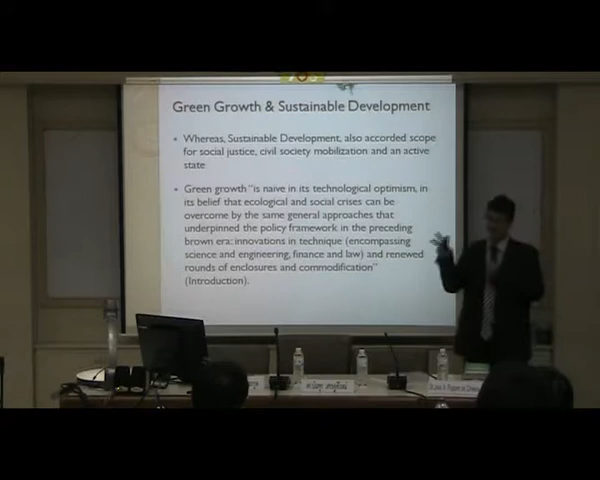 Green Growth & Sustainable Development
• Whereas, Sustainable Development, also accorded scope
for social justice, civil society mobilization and an active
state
• Green growth "is naive in its technological optimism, in
its belief that ecological and social crises can be
overcome by the same general approaches that
underpinned the policy framework in the preceding
brown era: innovations in technique (encompassing
science and engineering, finance and law) and renewed
rounds of enclosures and commodification"
(Introduction).